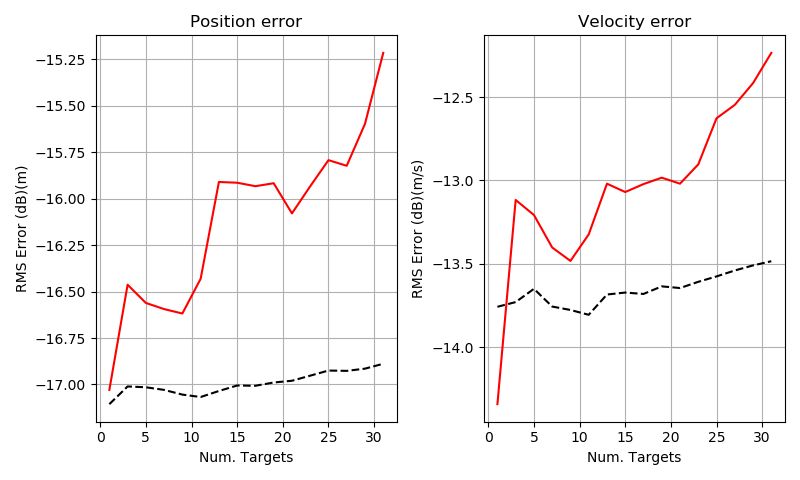 Position error
Velocity error
RMS Error (dB)(m)
−15.25
−15.50
−15.75
−16.00
−16.25
−16.50
−16.75
−17.00
0 5 10 15 20 25 30
Num. Targets
RMS Error (dB)(m/s)
−12.5
−13.0
−13.5
−14.0
0 5 10 15 20 25 30
Num. Targets